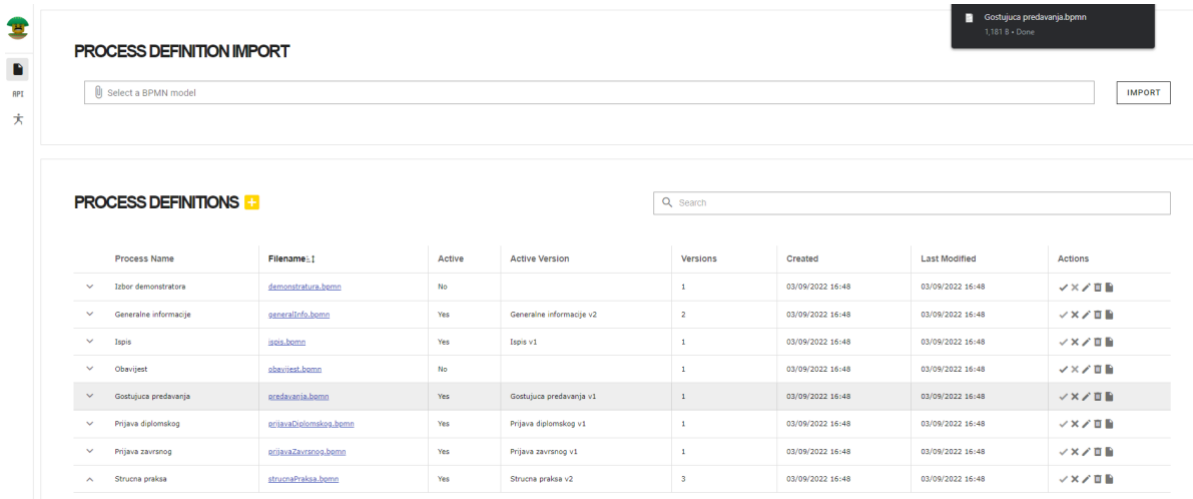 Gostujuca predavanja.bpmn
1,181 B • Done
PROCESS DEFINITION IMPORT
Select a BPMN model
IMPORT
API
PROCESS DEFINITIONS +
Search
Process Name Filename Active Active Version Versions Created Last Modified Actions
Izbor demonstratora demonstratura.bpmn No 1 03/09/2022 16:48 03/09/2022 16:48
Generalne informacije generalInfo.bpmn Yes Generalne informacije v2 2 03/09/2022 16:48 03/09/2022 16:48
Ispis ispis.bpmn Yes Ispis v1 1 03/09/2022 16:48 03/09/2022 16:48
Obavijest obavijest.bpmn No 1 03/09/2022 16:48 03/09/2022 16:48
Gostujuca predavanja predavanja.bpmn Yes Gostujuca predavanja v1 1 03/09/2022 16:48 03/09/2022 16:48
Prijava diplomskog prijavaDiplomskog.bpmn Yes Prijava diplomskog v1 1 03/09/2022 16:48 03/09/2022 16:48
Prijava zavrsnog prijavaZavrsnog.bpmn Yes Prijava zavrsnog v1 1 03/09/2022 16:48 03/09/2022 16:48
Strucna praksa strucnaPraksa.bpmn Yes Strucna praksa v2 3 03/09/2022 16:48 03/09/2022 16:48